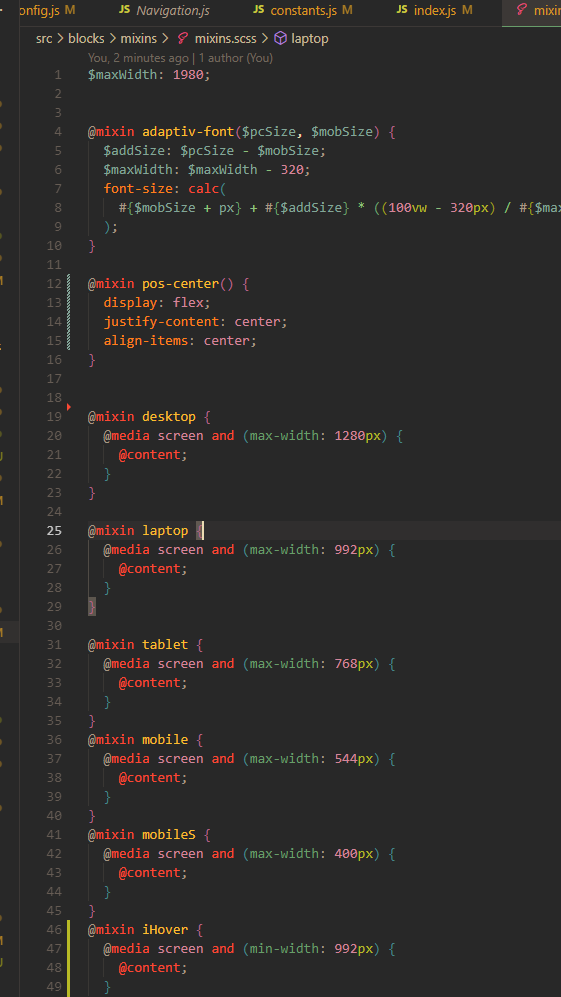 onfig.js M JS Navigation.js JS constants.js M JS index.js M mixin
src > blocks > mixins > mixins.scss > laptop
You, 2 minutes ago | 1 author (You)
1 $maxWidth: 1980;
2
3
4 @mixin adaptiv-font($pcSize, $mobSize) {
5 $addSize: $pcSize - $mobSize;
6 $maxWidth: $maxWidth - 320;
7 font-size: calc(
8 #{$mobSize + px} + #{$addSize} * ((100vw - 320px) / #{$max
9 );
10 }
11
12 @mixin pos-center() {
13 display: flex;
14 justify-content: center;
15 align-items: center;
16 }
17
18
19 @mixin desktop {
20 @media screen and (max-width: 1280px) {
21 @content;
22 }
23 }
24
25 @mixin laptop {
26 @media screen and (max-width: 992px) {
27 @content;
28 }
29 }
30
31 @mixin tablet {
32 @media screen and (max-width: 768px) {
33 @content;
34 }
35 }
36 @mixin mobile {
37 @media screen and (max-width: 544px) {
38 @content;
39 }
40 }
41 @mixin mobileS {
42 @media screen and (max-width: 400px) {
43 @content;
44 }
45 }
46 @mixin iHover {
47 @media screen and (min-width: 992px) {
48 @content;
49 }